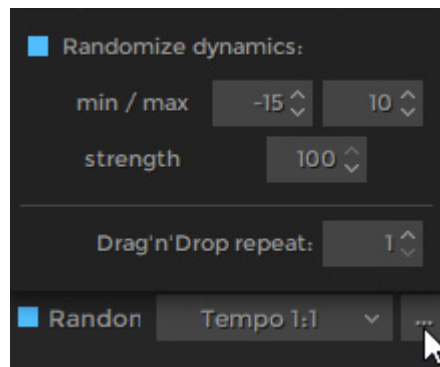 Randomize dynamics:
min / max -15 10
strength 100
Drag'n'Drop repeat: 1
Randon Tempo 1:1 ...